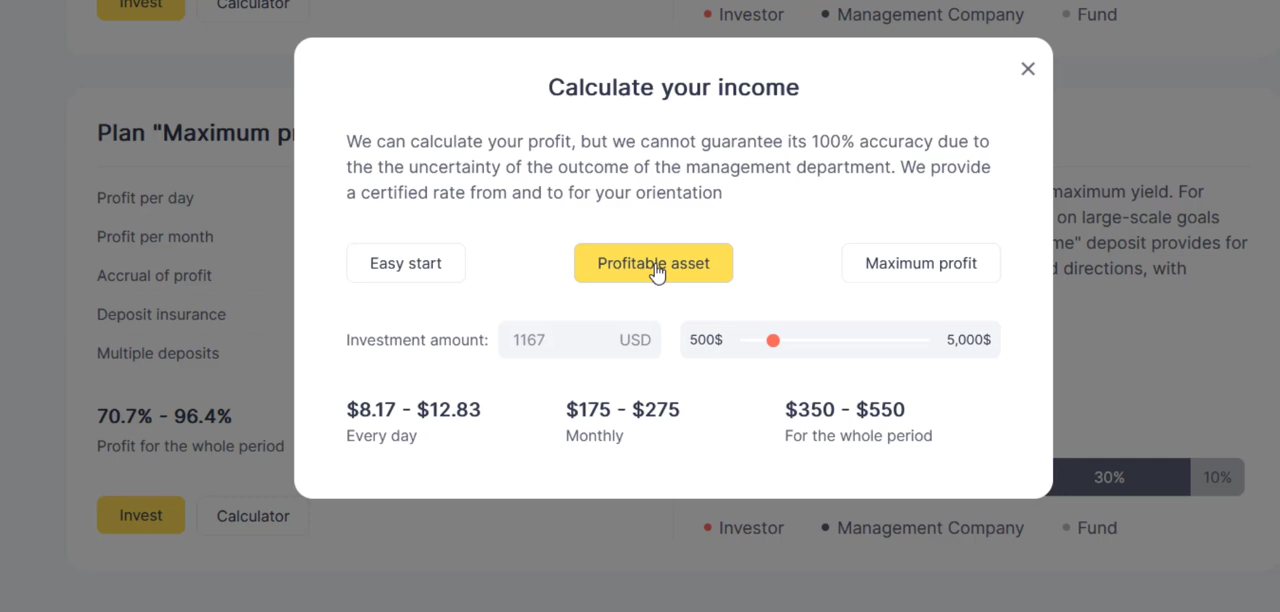 Invest
Calculator
Investor
Management Company
Fund
Calculate your income
Plan "Maximum
We can calculate your profit, but we cannot guarantee its 100% accuracy due to
the the uncertainty of the outcome of the management department. We provide
a certified rate from and to for your orientation
maximum yield. For
on large-scale goals
deposit provides for
directions, with
Profit per day
Profit per month
Accrual of profit
Deposit insurance
Multiple deposits
Easy start
Profitable asset
Maximum profit
Investment amount:
1167
USD
500$
5,000$
70.7% - 96.4%
Profit for the whole period
$8.17 - $12.83
$175 - $275
$350 - $550
Every day
Monthly
For the whole period
30%
10%
Invest
Calculator
Investor
Management Company
Fund